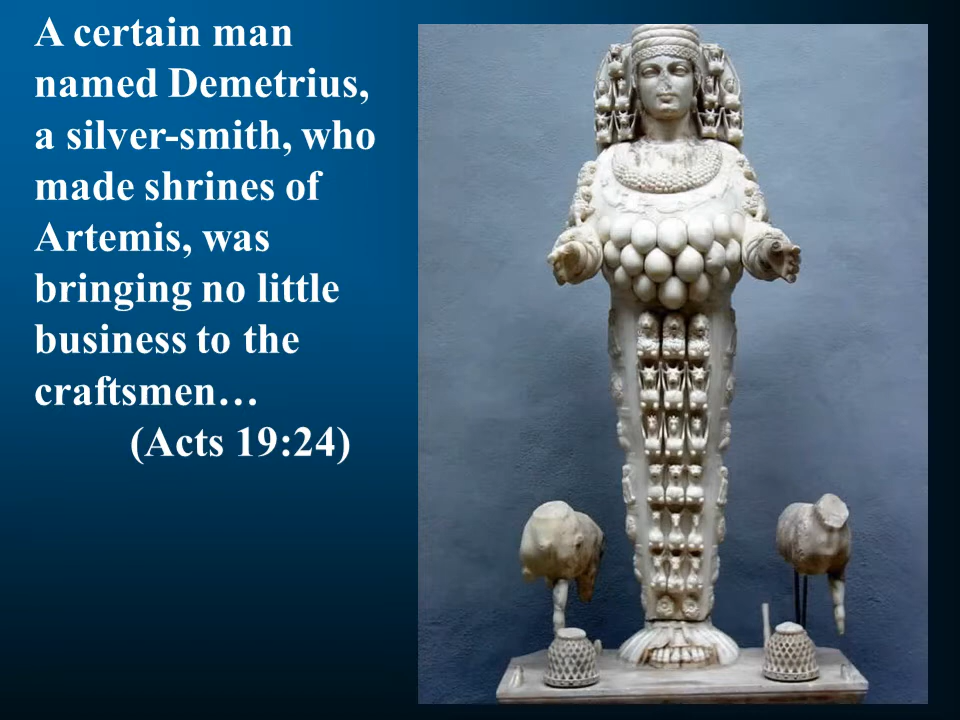 A certain man
named Demetrius,
a silver-smith, who
made shrines of
Artemis, was
bringing no little
business to the
craftsmen…
(Acts 19:24)